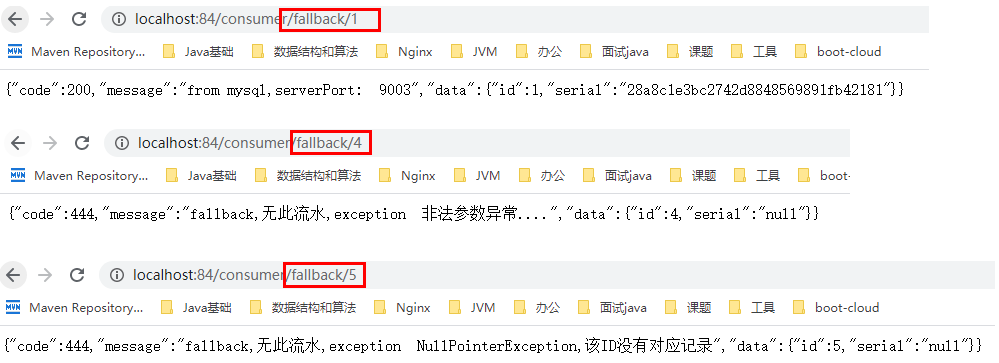 localhost:84/consumer/fallback/1
Maven Repository... Java基础 数据结构和算法 Nginx JVM 办公 面试java 课题 工具 boot-cloud
{"code":200,"message":"from mysql,serverPort:  9003","data":{"id":1,"serial":"28a8c1e3bc2742d8848569891fb42181"}}
localhost:84/consumer/fallback/4
Maven Repository... Java基础 数据结构和算法 Nginx JVM 办公 面试java 课题 工具 boot-
{"code":444,"message":"fallback,无此流水,exception  非法参数异常....","data":{"id":4,"serial":"null"}}
localhost:84/consumer/fallback/5
Maven Repository... Java基础 数据结构和算法 Nginx JVM 办公 面试java 课题 工具 boot-cloud
{"code":444,"message":"fallback,无此流水,exception  NullPointerException,该ID没有对应记录","data":{"id":5,"serial":"null"}}